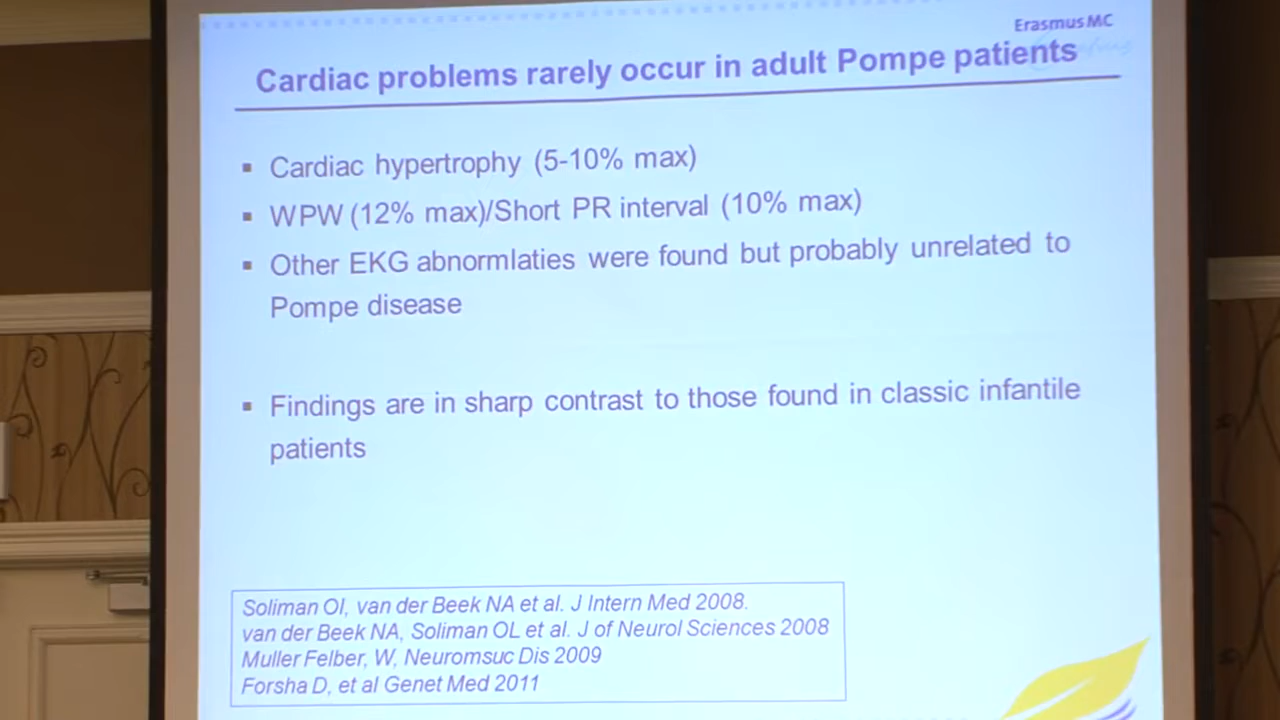 Erasmus MC
Cardiac problems rarely occur in adult Pompe patients
▪ Cardiac hypertrophy (5-10% max)
▪ WPW (12% max)/Short PR interval (10% max)
▪ Other EKG abnormlaties were found but probably unrelated to
Pompe disease
▪ Findings are in sharp contrast to those found in classic infantile
patients
Soliman OI, van der Beek NA et al. J Intern Med 2008.
van der Beek NA, Soliman OL et al. J of Neurol Sciences 2008
Muller Felber, W, Neuromsuc Dis 2009
Forsha D, et al Genet Med 2011